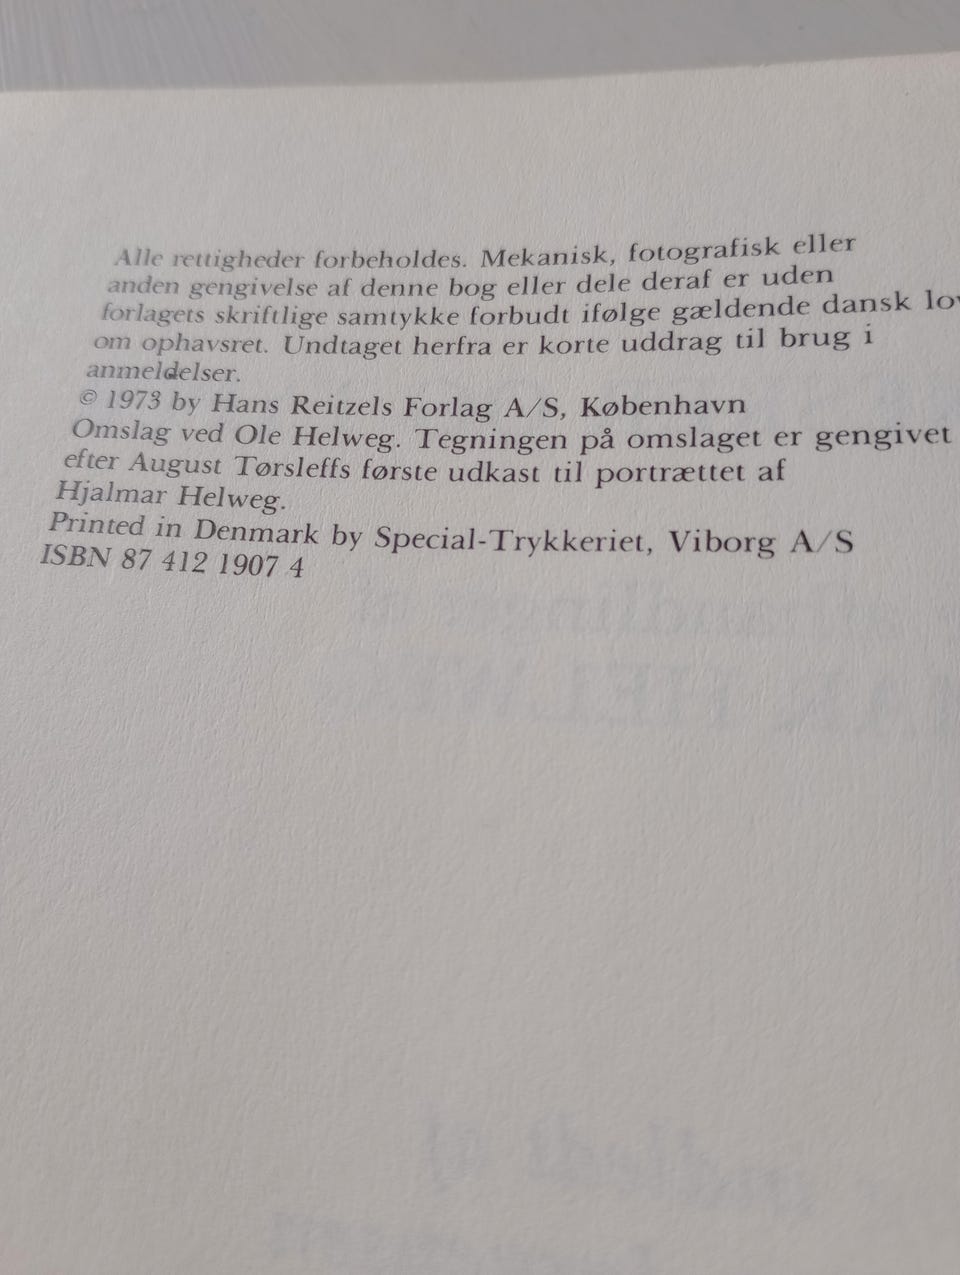 Alle rettigheder forbeholdes. Mekanisk, fotografisk eller
anden gengivelse af denne bog eller dele deraf er uden
forlagets skriftlige samtykke forbudt ifølge gældende dansk lov
om ophavsret. Undtaget herfra er korte uddrag til brug i
anmeldelser.
© 1973 by Hans Reitzels Forlag A/S, København
Omslag ved Ole Helweg. Tegningen på omslaget er gengivet
efter August Tørsleffs første udkast til portrættet af
Hjalmar Helweg.
Printed in Denmark by Special-Trykkeriet, Viborg A/S
ISBN 87 412 1907 4